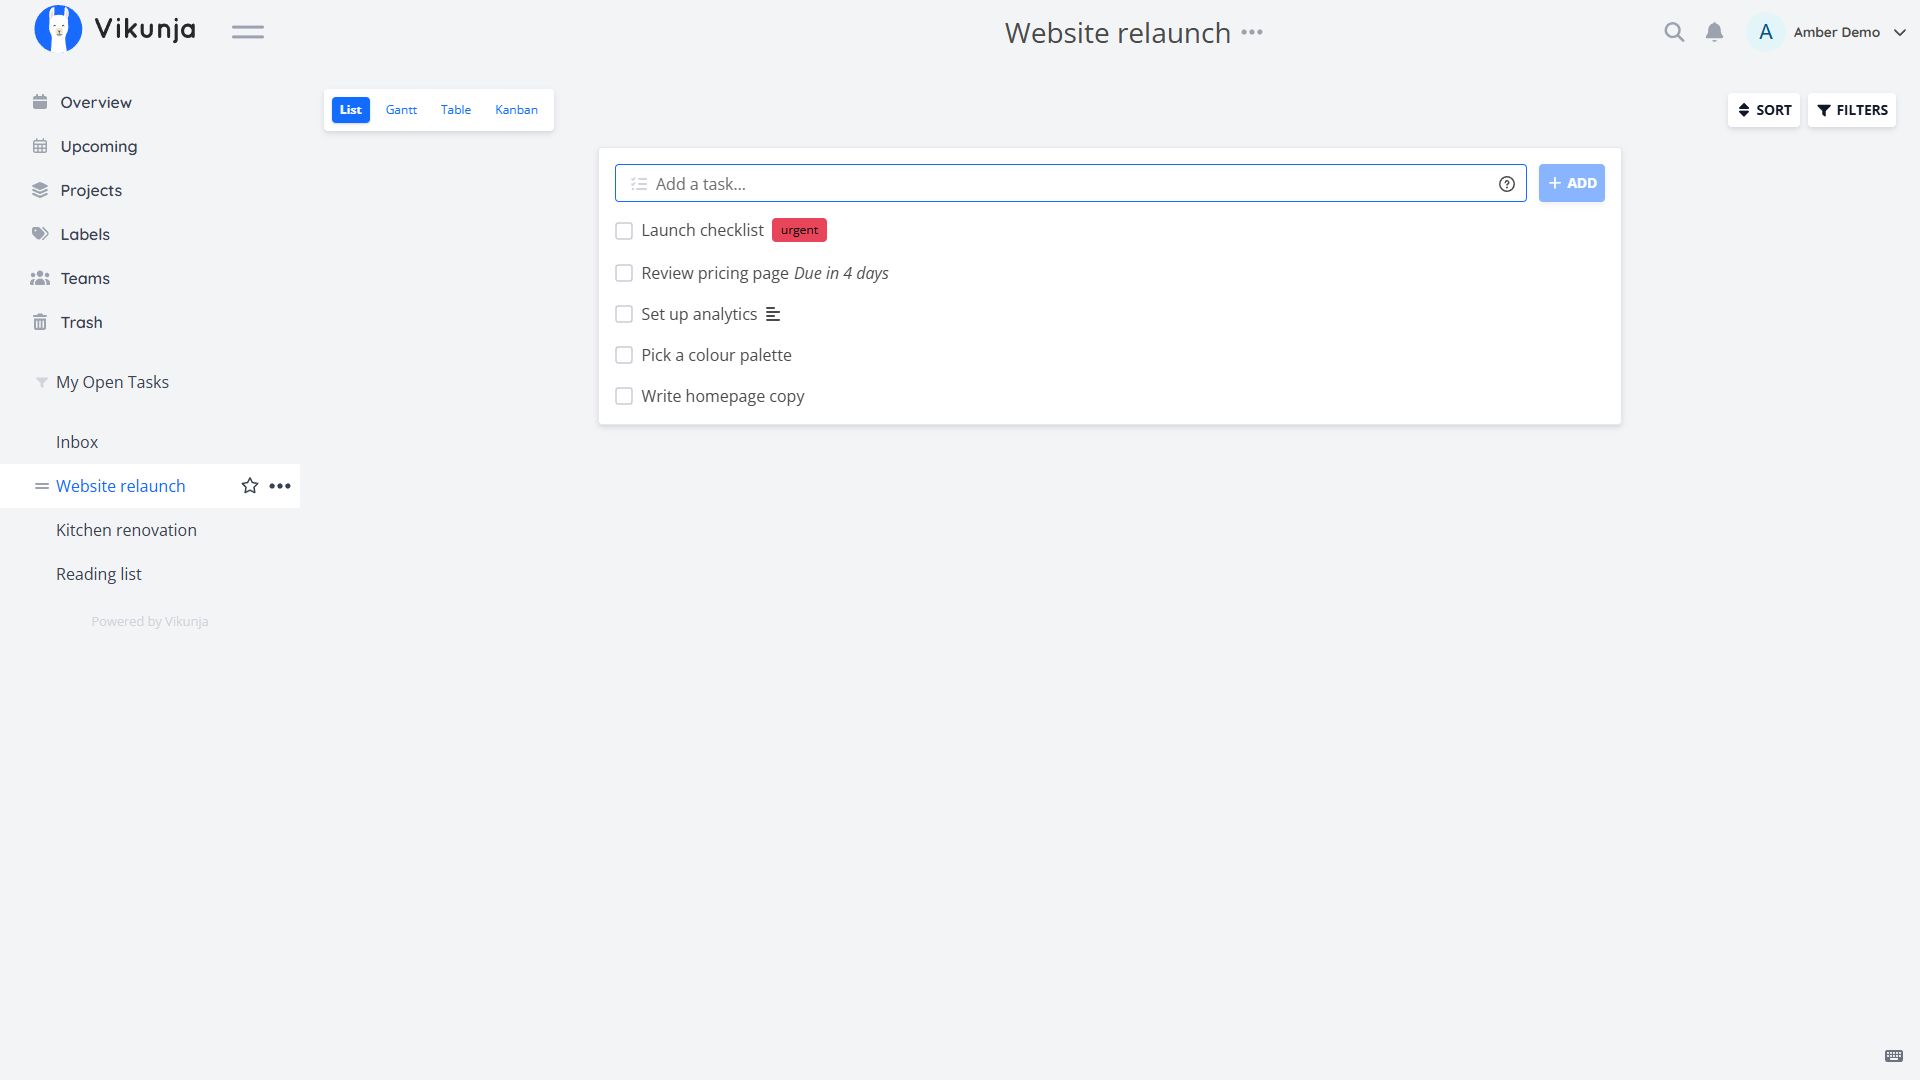 Vikunja
Website relaunch
A
Amber Demo
Overview
Upcoming
Projects
Labels
Teams
Trash
My Open Tasks
Inbox
Website relaunch
Kitchen renovation
Reading list
Powered by Vikunja
List Gantt Table Kanban
SORT FILTERS
Add a task...
ADD
Launch checklist urgent
Review pricing page Due in 4 days
Set up analytics
Pick a colour palette
Write homepage copy